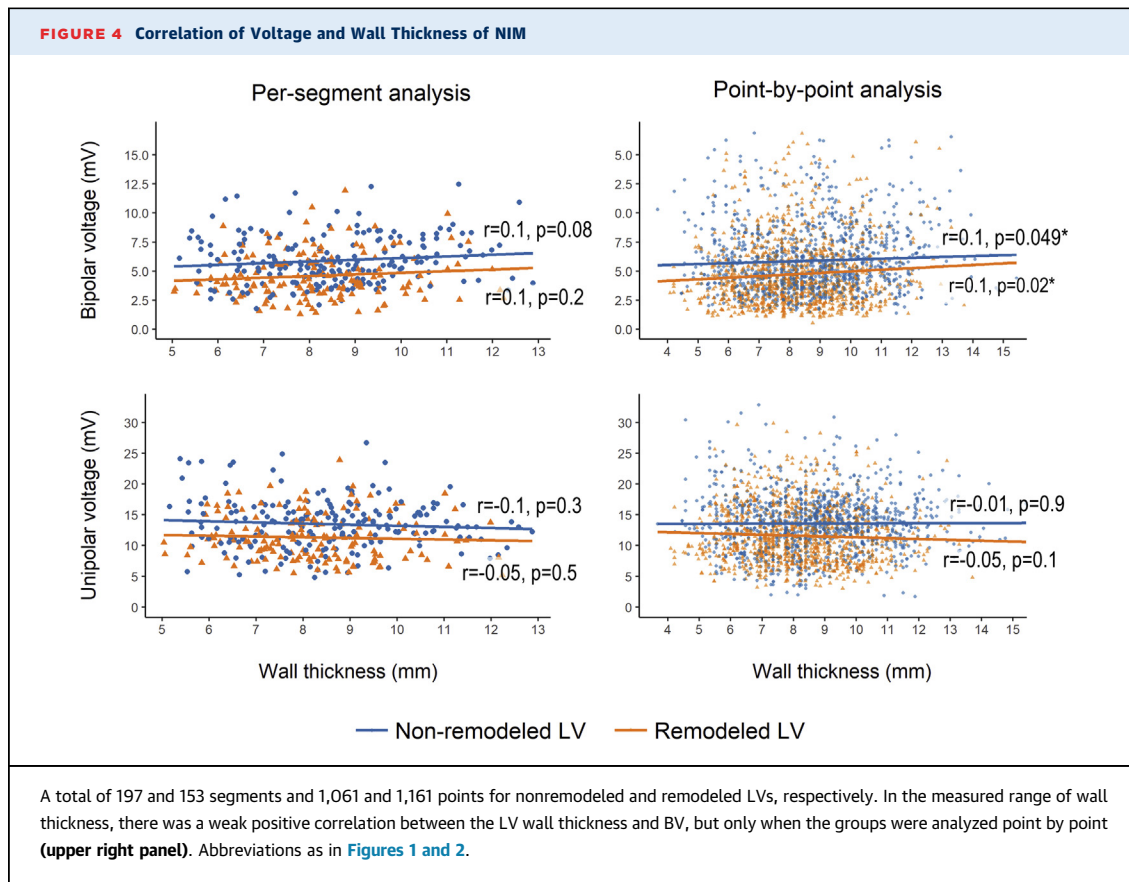 FIGURE 4 Correlation of Voltage and Wall Thickness of NIM
Per-segment analysis
Point-by-point analysis
Bipolar voltage (mV)
15.0
12.5
10.0
7.5
5.0
2.5
0.0
r=0.1, p=0.08
r=0.1, p=0.2
5 6 7 8 9 10 11 12 13
5.0
2.5
0.0
7.5
5.0
2.5
0.0
r=0.1, p=0.049*
r=0.1, p=0.02*
4 5 6 7 8 9 10 11 12 13 14 15
Unipolar voltage (mV)
30
25
20
15
10
5
0
r=-0.1, p=0.3
r=-0.05, p=0.5
5 6 7 8 9 10 11 12 13
30
25
20
15
10
5
0
r=-0.01, p=0.9
r=-0.05, p=0.1
4 5 6 7 8 9 10 11 12 13 14 15
Wall thickness (mm)
Wall thickness (mm)
Non-remodeled LV
Remodeled LV
A total of 197 and 153 segments and 1,061 and 1,161 points for nonremodeled and remodeled LVs, respectively. In the measured range of wall
thickness, there was a weak positive correlation between the LV wall thickness and BV, but only when the groups were analyzed point by point
(upper right panel). Abbreviations as in Figures 1 and 2.